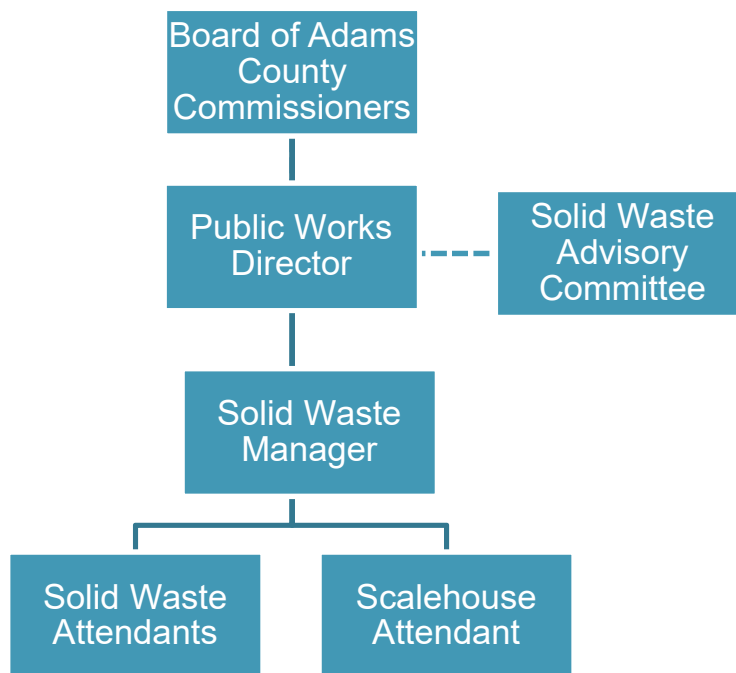 Board of Adams
County
Commissioners
Public Works
Director
Solid Waste
Advisory
Committee
Solid Waste
Manager
Solid Waste
Attendants
Scalehouse
Attendant